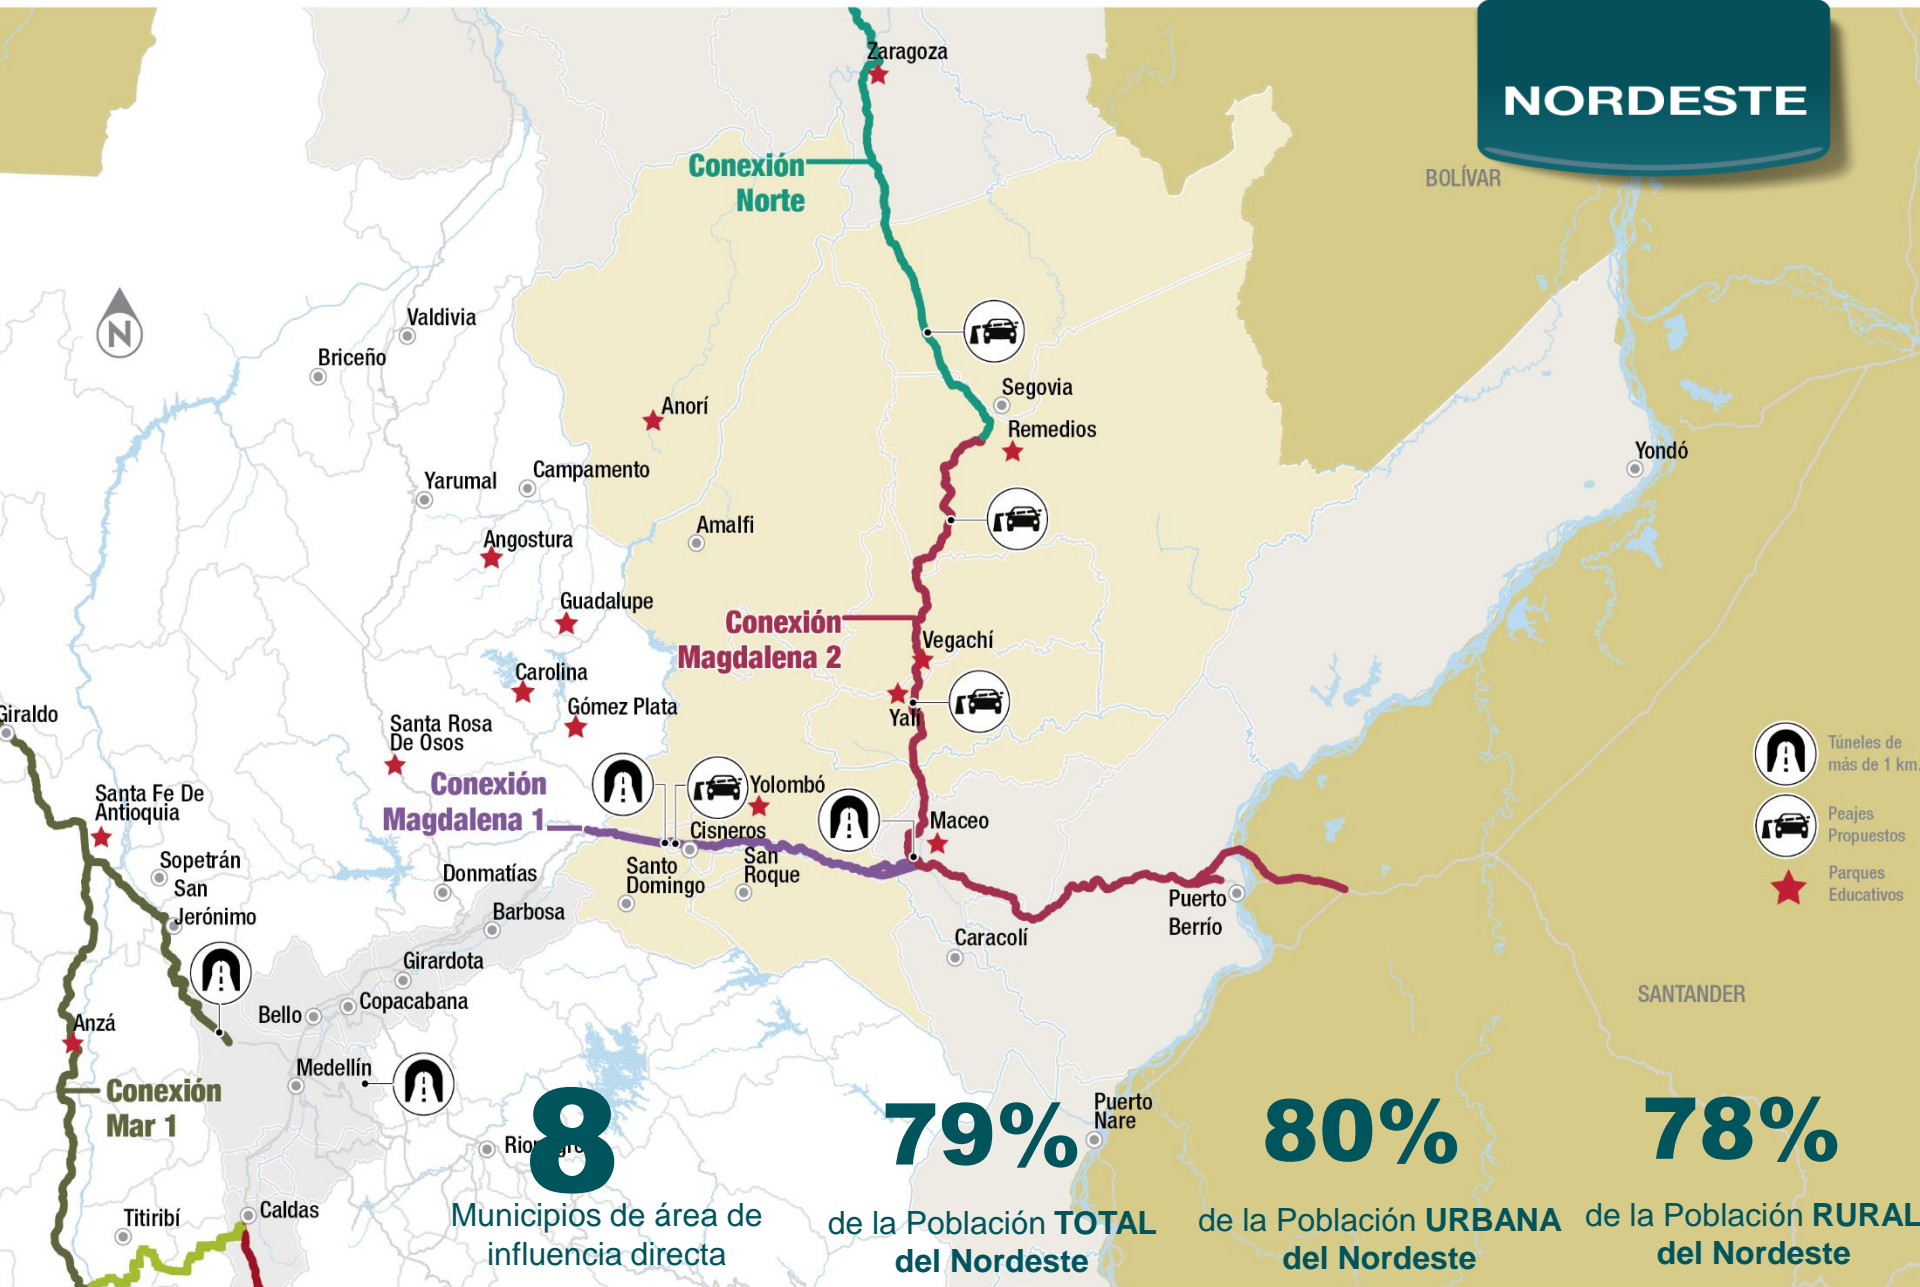 NORDESTE
Zaragoza
Conexión
Norte
BOLÍVAR
N
Valdivia
Briceño
Segovia
Anorí
Remedios
Yondó
Campamento
Yarumal
Amalfi
Angostura
Guadalupe
Conexión
Magdalena 2
Vegachí
Carolina
Gómez Plata
Yalí
Giraldo
Santa Rosa
De Osos
Túneles de
más de 1 km.
Conexión
Magdalena 1
Yolombó
Santa Fe De
Antioquia
Peajes
Propuestos
Cisneros
Maceo
Sopetrán
Santo
Domingo
San
Roque
Donmatías
Parques
Educativos
San
Jerónimo
Barbosa
Puerto
Berrío
Caracolí
Girardota
Copacabana
Bello
SANTANDER
Anzá
Medellín
Conexión
Mar 1
Puerto
Nare
Rionegro
8
79%
80%
78%
Titiribí
Caldas
Municipios de área de
influencia directa
de la Población TOTAL
del Nordeste
de la Población URBANA
del Nordeste
de la Población RURAL
del Nordeste